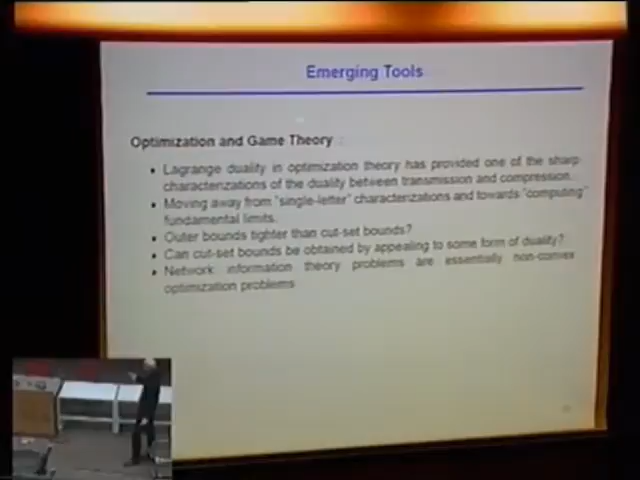 Emerging Tools
Optimization and Game Theory :
• Lagrange duality in optimization theory has provided one of the sharp
characterizations of the duality between transmission and compression.
• Moving away from "single-letter" characterizations and towards "computing"
fundamental limits.
• Outer bounds tighter than cut-set bounds?
• Can cut-set bounds be obtained by appealing to some form of duality?
• Network information theory problems are essentially non-convex
optimization problems